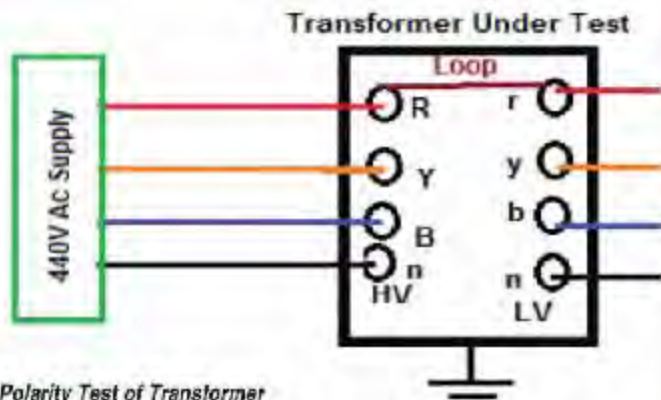 Transformer Under Test
Loop
R r
Y y
B b
n n
HV LV
440V Ac Supply
Polarity Test of Transformer